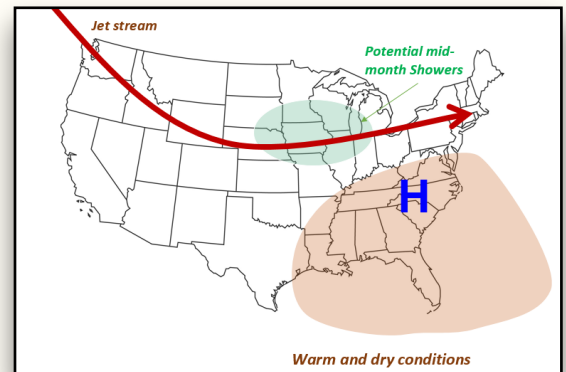 Jet stream
Potential mid-
month Showers
H
Warm and dry conditions